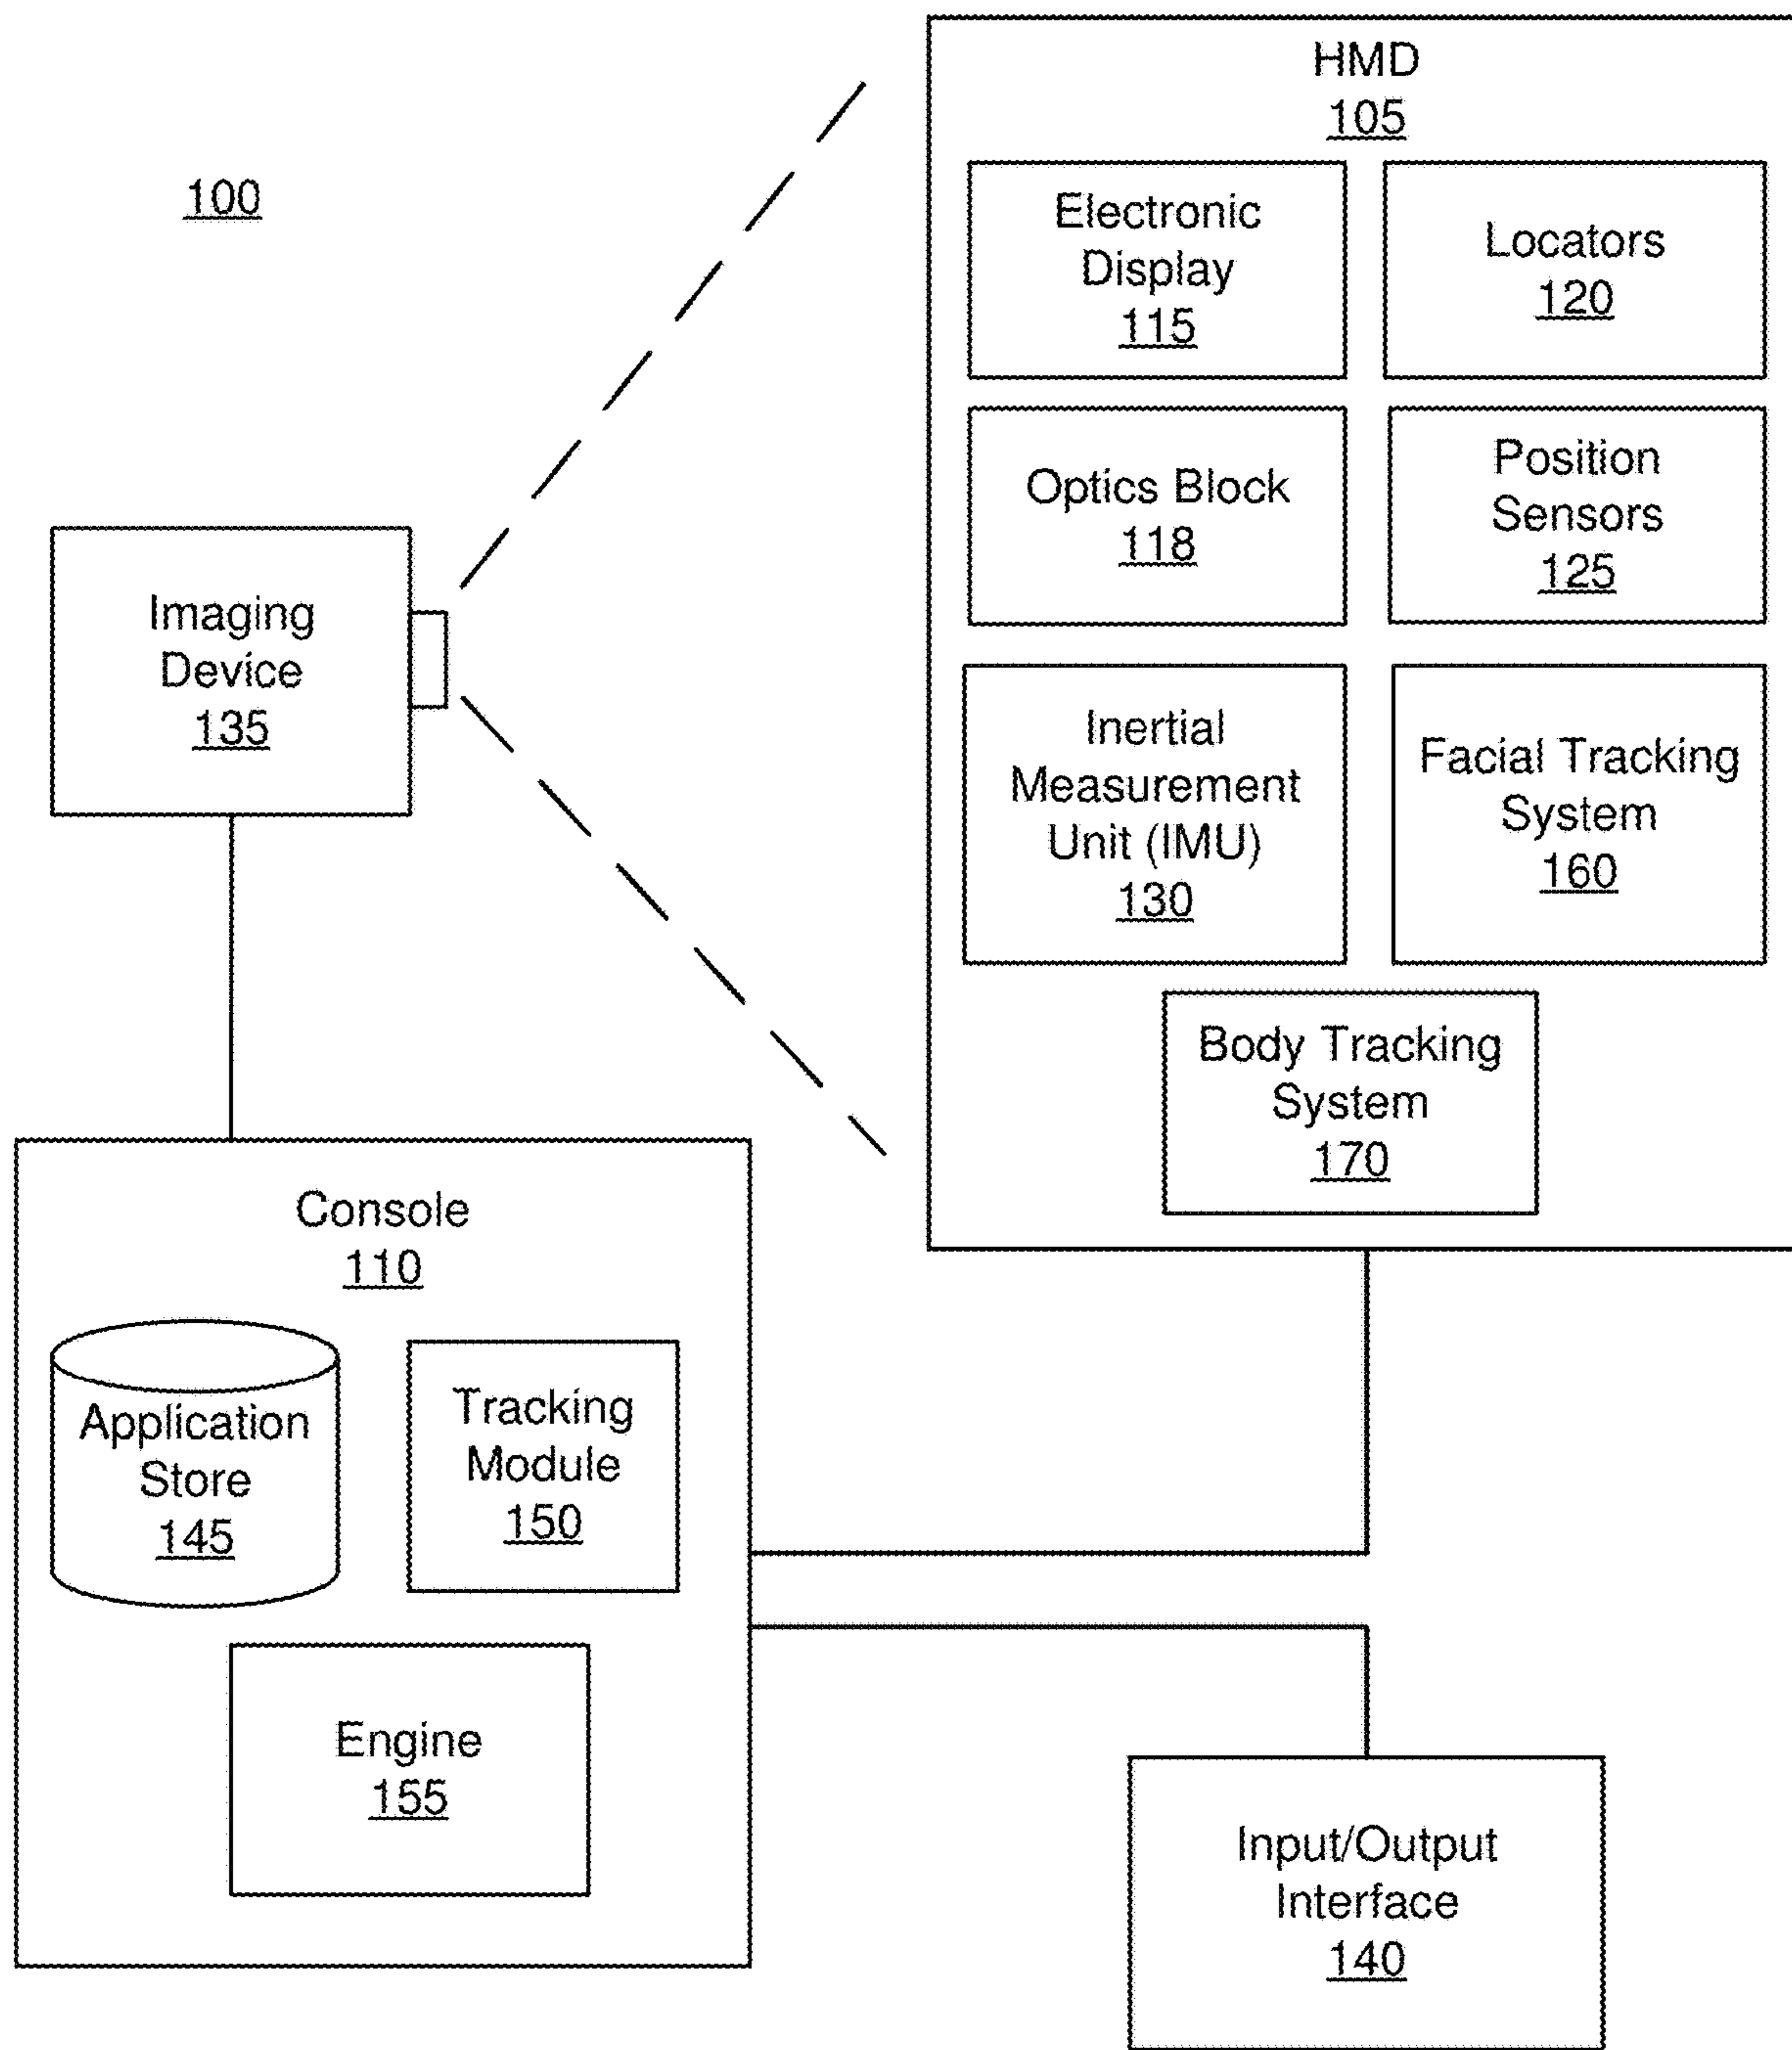 100
HMD
105
Electronic
Display
115
Locators
120
Optics Block
118
Position
Sensors
125
Inertial
Measurement
Unit (IMU)
130
Facial Tracking
System
160
Body Tracking
System
170
Imaging
Device
135
Console
110
Application
Store
145
Tracking
Module
150
Engine
155
Input/Output
Interface
140